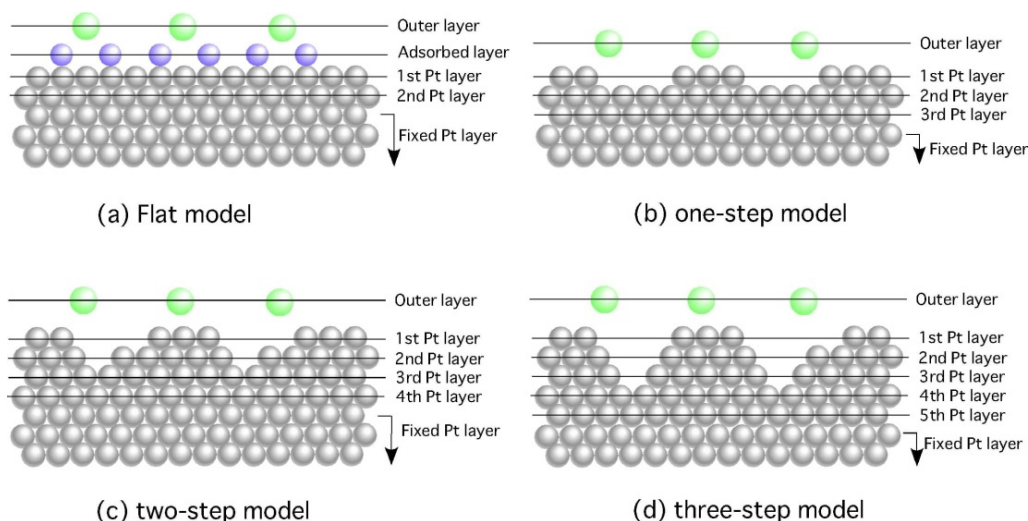 Outer layer
Adsorbed layer
1st Pt layer
2nd Pt layer
Fixed Pt layer
(a) Flat model
Outer layer
1st Pt layer
2nd Pt layer
3rd Pt layer
Fixed Pt layer
(b) one-step model
Outer layer
1st Pt layer
2nd Pt layer
3rd Pt layer
4th Pt layer
Fixed Pt layer
(c) two-step model
Outer layer
1st Pt layer
2nd Pt layer
3rd Pt layer
4th Pt layer
5th Pt layer
Fixed Pt layer
(d) three-step model